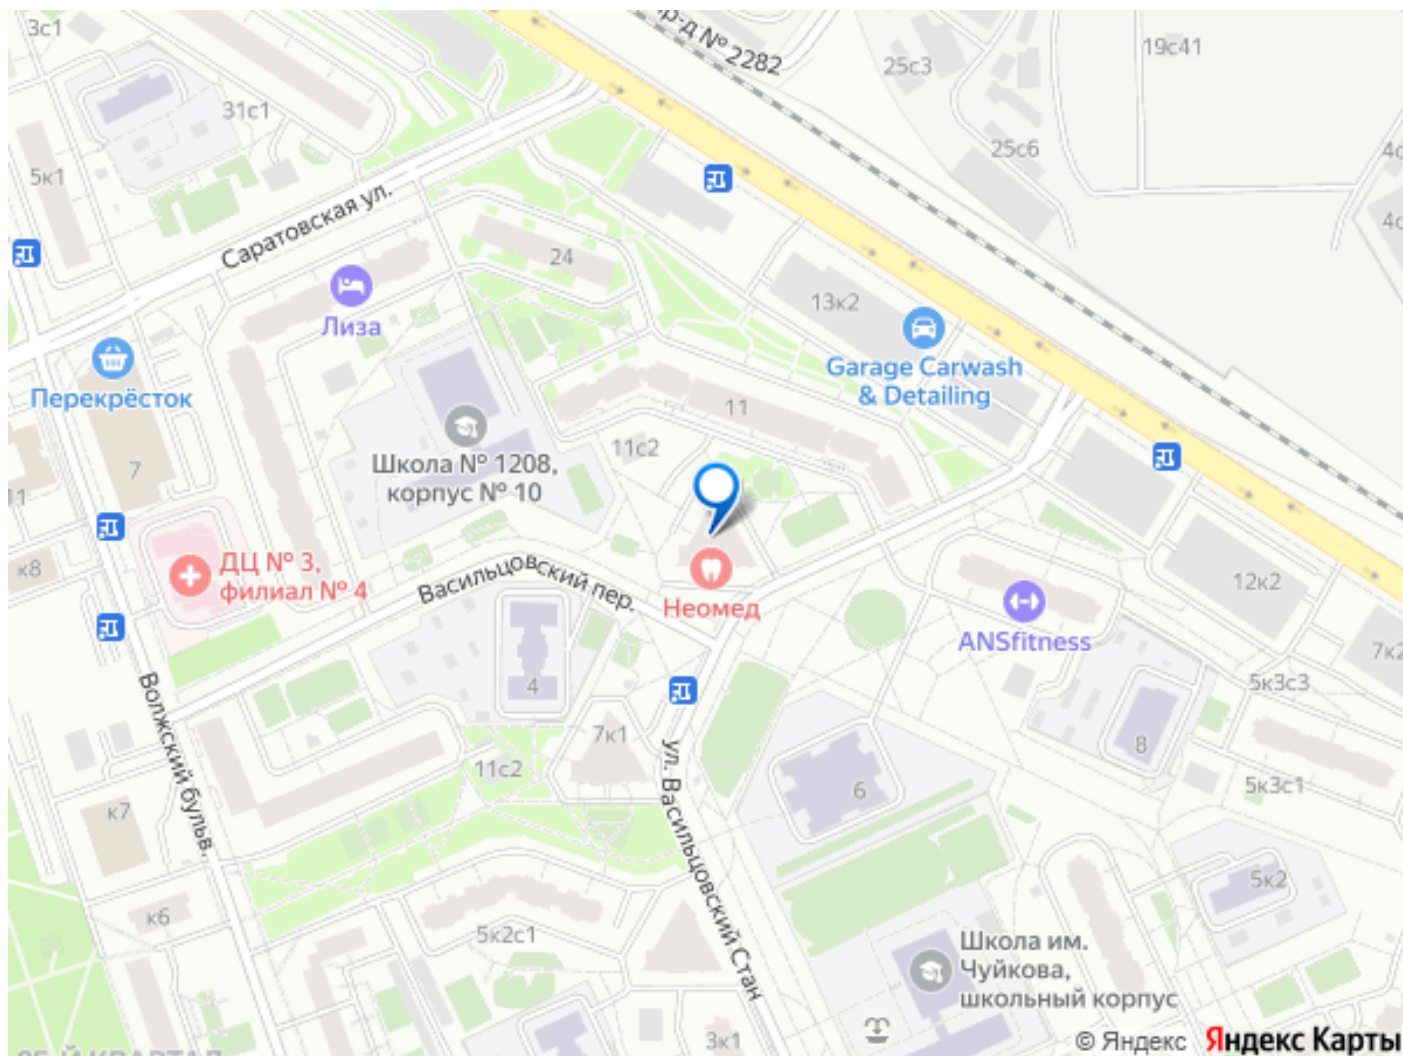 3с1
пр-д № 2282
19с41
25с3
31с1
25с6
5к1
Саратовская ул.
24
Лиза
13к2
Garage Carwash
& Detailing
Перекрёсток
11
11с2
7
Школа № 1208,
корпус № 10
11
к8
ДЦ № 3,
филиал № 4
Васильцовский пер.
Неомед
12к2
ANSfitness
7к2
4
5к3с3
Волжский бульв.
7к1
ул. Васильцовский Стан
8
11с2
6
5к3с1
к7
5к2
к6
5к2с1
Школа им.
Чуйкова,
школьный корпус
3к1
© Яндекс
Яндекс Карты